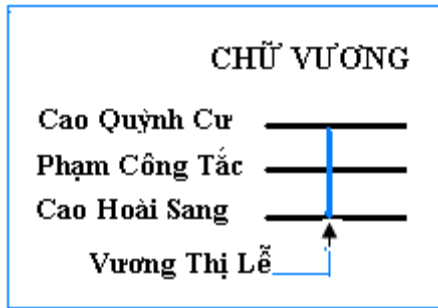 CHỮ VƯƠNG
Cao Quỳnh Cư
Phạm Công Tắc
Cao Hoài Sang
Vương Thị Lễ